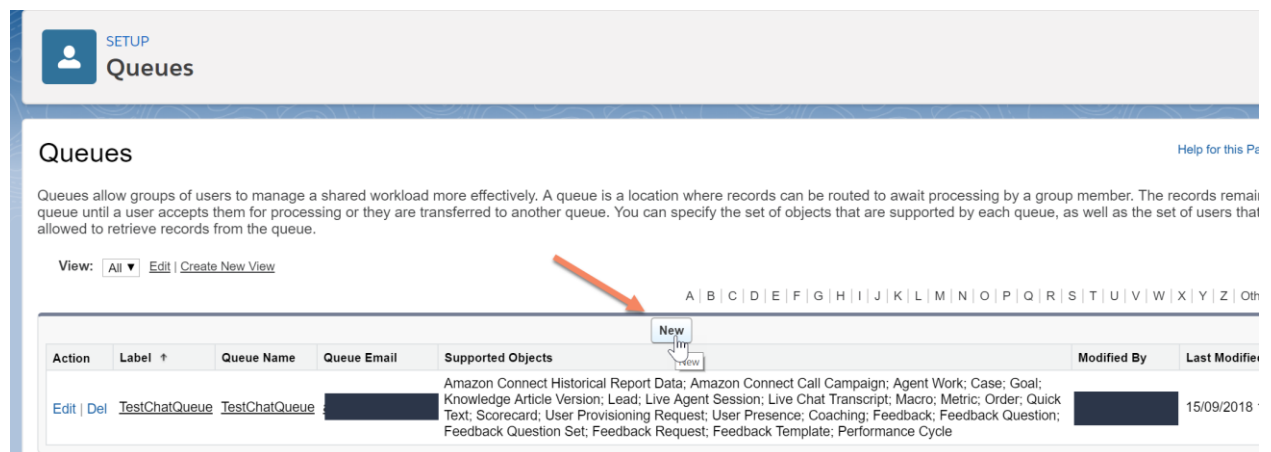 SETUP
Queues
Queues
Help for this Pa
Queues allow groups of users to manage a shared workload more effectively. A queue is a location where records can be routed to await processing by a group member. The records remain
queue until a user accepts them for processing or they are transferred to another queue. You can specify the set of objects that are supported by each queue, as well as the set of users that
allowed to retrieve records from the queue.
View: All ▼ Edit | Create New View
A | B | C | D | E | F | G | H | I | J | K | L | M | N | O | P | Q | R | S | T | U | V | W | X | Y | Z | Oth
New
New
Action Label ↑ Queue Name Queue Email Supported Objects Modified By Last Modified
Amazon Connect Historical Report Data; Amazon Connect Call Campaign; Agent Work; Case; Goal;
Edit | Del TestChatQueue TestChatQueue Knowledge Article Version; Lead; Live Agent Session; Live Chat Transcript; Macro; Metric; Order; Quick 15/09/2018
Text; Scorecard; User Provisioning Request; User Presence; Coaching; Feedback; Feedback Question;
Feedback Question Set; Feedback Request; Feedback Template; Performance Cycle